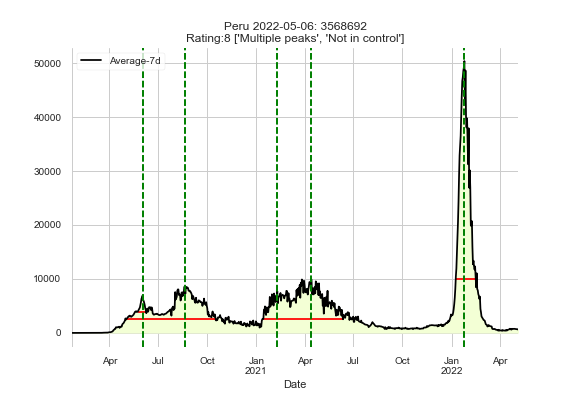 Peru 2022-05-06: 3568692
Rating:8 ['Multiple peaks', 'Not in control']
Average-7d
50000
40000
30000
20000
10000
0
Apr Jul Oct Jan Apr Jul Oct Jan Apr
2021 2022
Date